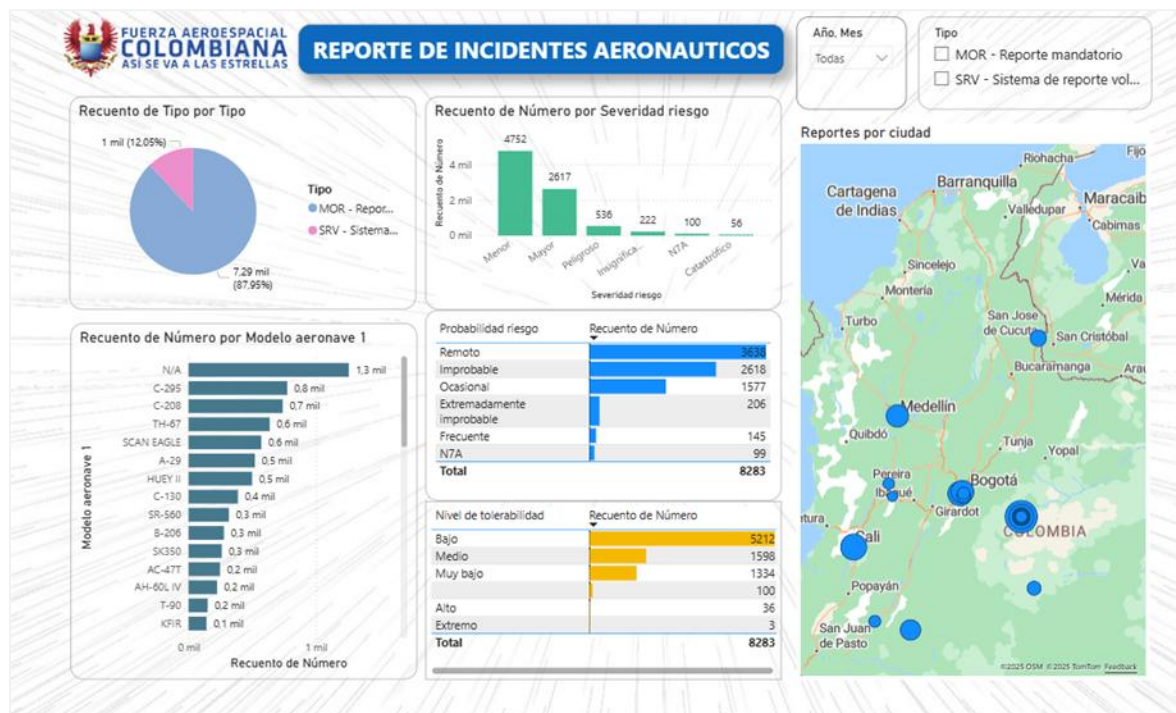 FUERZA AEROESPACIAL
COLOMBIANA
ASÍ SE VA A LAS ESTRELLAS
REPORTE DE INCIDENTES AERONAUTICOS
Año, Mes
Todas
Tipo
MOR - Reporte mandatorio
SRV - Sistema de reporte vol...
Recuento de Tipo por Tipo
1 mil (12,05%)
7,29 mil
(87,95%)
Tipo
MOR - Repor...
SRV - Sistema...
Recuento de Número por Severidad riesgo
Recuento de Número
4 mil
2 mil
0 mil
4752
2617
536
222
100
56
Menor
Mayor
Peligroso
Insignifica...
N7A
Catastrófico
Severidad riesgo
Recuento de Número por Modelo aeronave 1
Modelo aeronave 1
N/A 1,3 mil
C-295 0,8 mil
C-208 0,7 mil
TH-67 0,6 mil
SCAN EAGLE 0,6 mil
A-29 0,5 mil
HUEY II 0,5 mil
C-130 0,4 mil
SR-560 0,3 mil
B-206 0,3 mil
SK350 0,3 mil
AC-47T 0,2 mil
AH-60L IV 0,2 mil
T-90 0,2 mil
KFIR 0,1 mil
0 mil 1 mil
Recuento de Número
Probabilidad riesgo Recuento de Número
Remoto 3638
Improbable 2618
Ocasional 1577
Extremadamente 206
improbable
Frecuente 145
N7A 99
Total 8283
Nivel de tolerabilidad Recuento de Número
Bajo 5212
Medio 1598
Muy bajo 1334
100
Alto 36
Extremo 3
Total 8283
Reportes por ciudad
Riohacha
Fijo
Barranquilla
Cartagena
de Indias
Valledupar
Maracaib
Cabimas
Va
Sincelejo
Montería
Mérida
Turbo
San Jose
de Cucuta
San Cristóbal
Bucaramanga
Arau
Medellín
Quibdó
Tunja
Yopal
Pereira
Bogotá
Ibagué
Girardot
ntura
COLOMBIA
Cali
Popayán
San Juan
de Pasto
©2025 OSM ©2025 TomTom Feedback